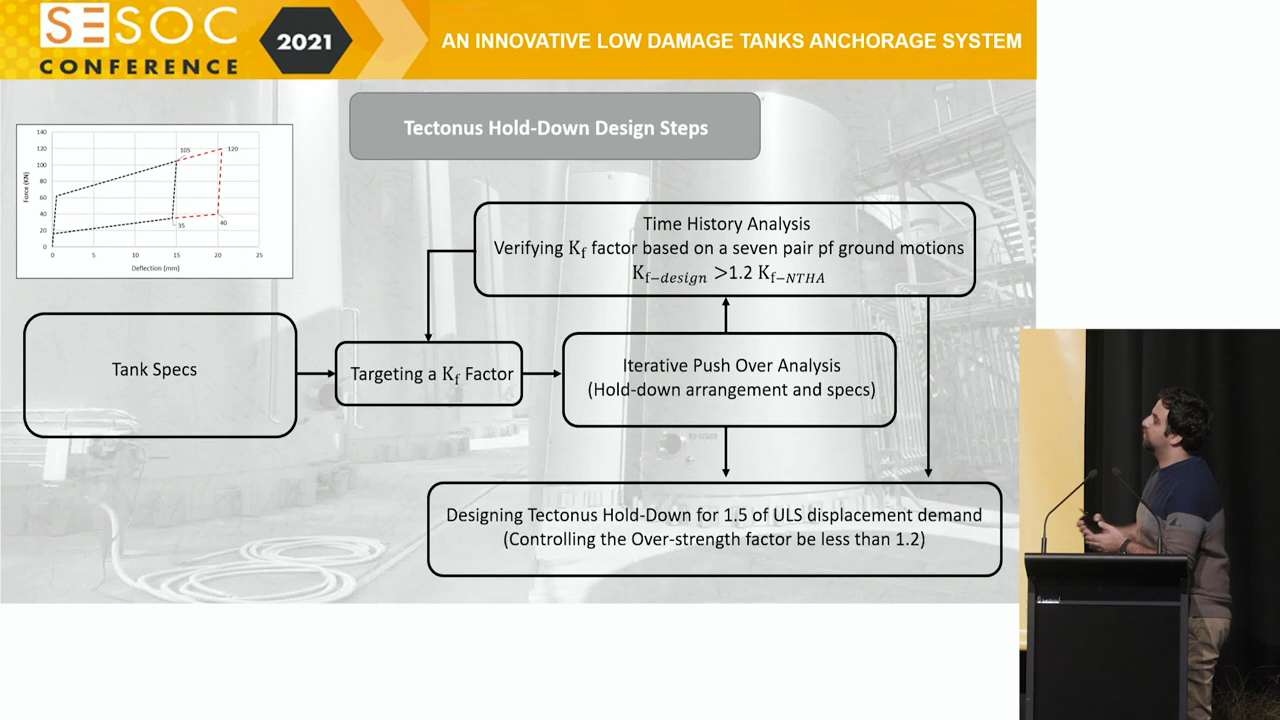 SESOC
CONFERENCE
2021
AN INNOVATIVE LOW DAMAGE TANKS ANCHORAGE SYSTEM
Tectonus Hold-Down Design Steps
140
120
100
80
60
40
20
0
Force (KN)
105
120
35
40
0 5 10 15 20 25
Deflection (mm)
Time History Analysis
Verifying Kf factor based on a seven pair pf ground motions
Kf−design >1.2 Kf−NTHA
Tank Specs
Targeting a Kf Factor
Iterative Push Over Analysis
(Hold-down arrangement and specs)
Designing Tectonus Hold-Down for 1.5 of ULS displacement demand
(Controlling the Over-strength factor be less than 1.2)